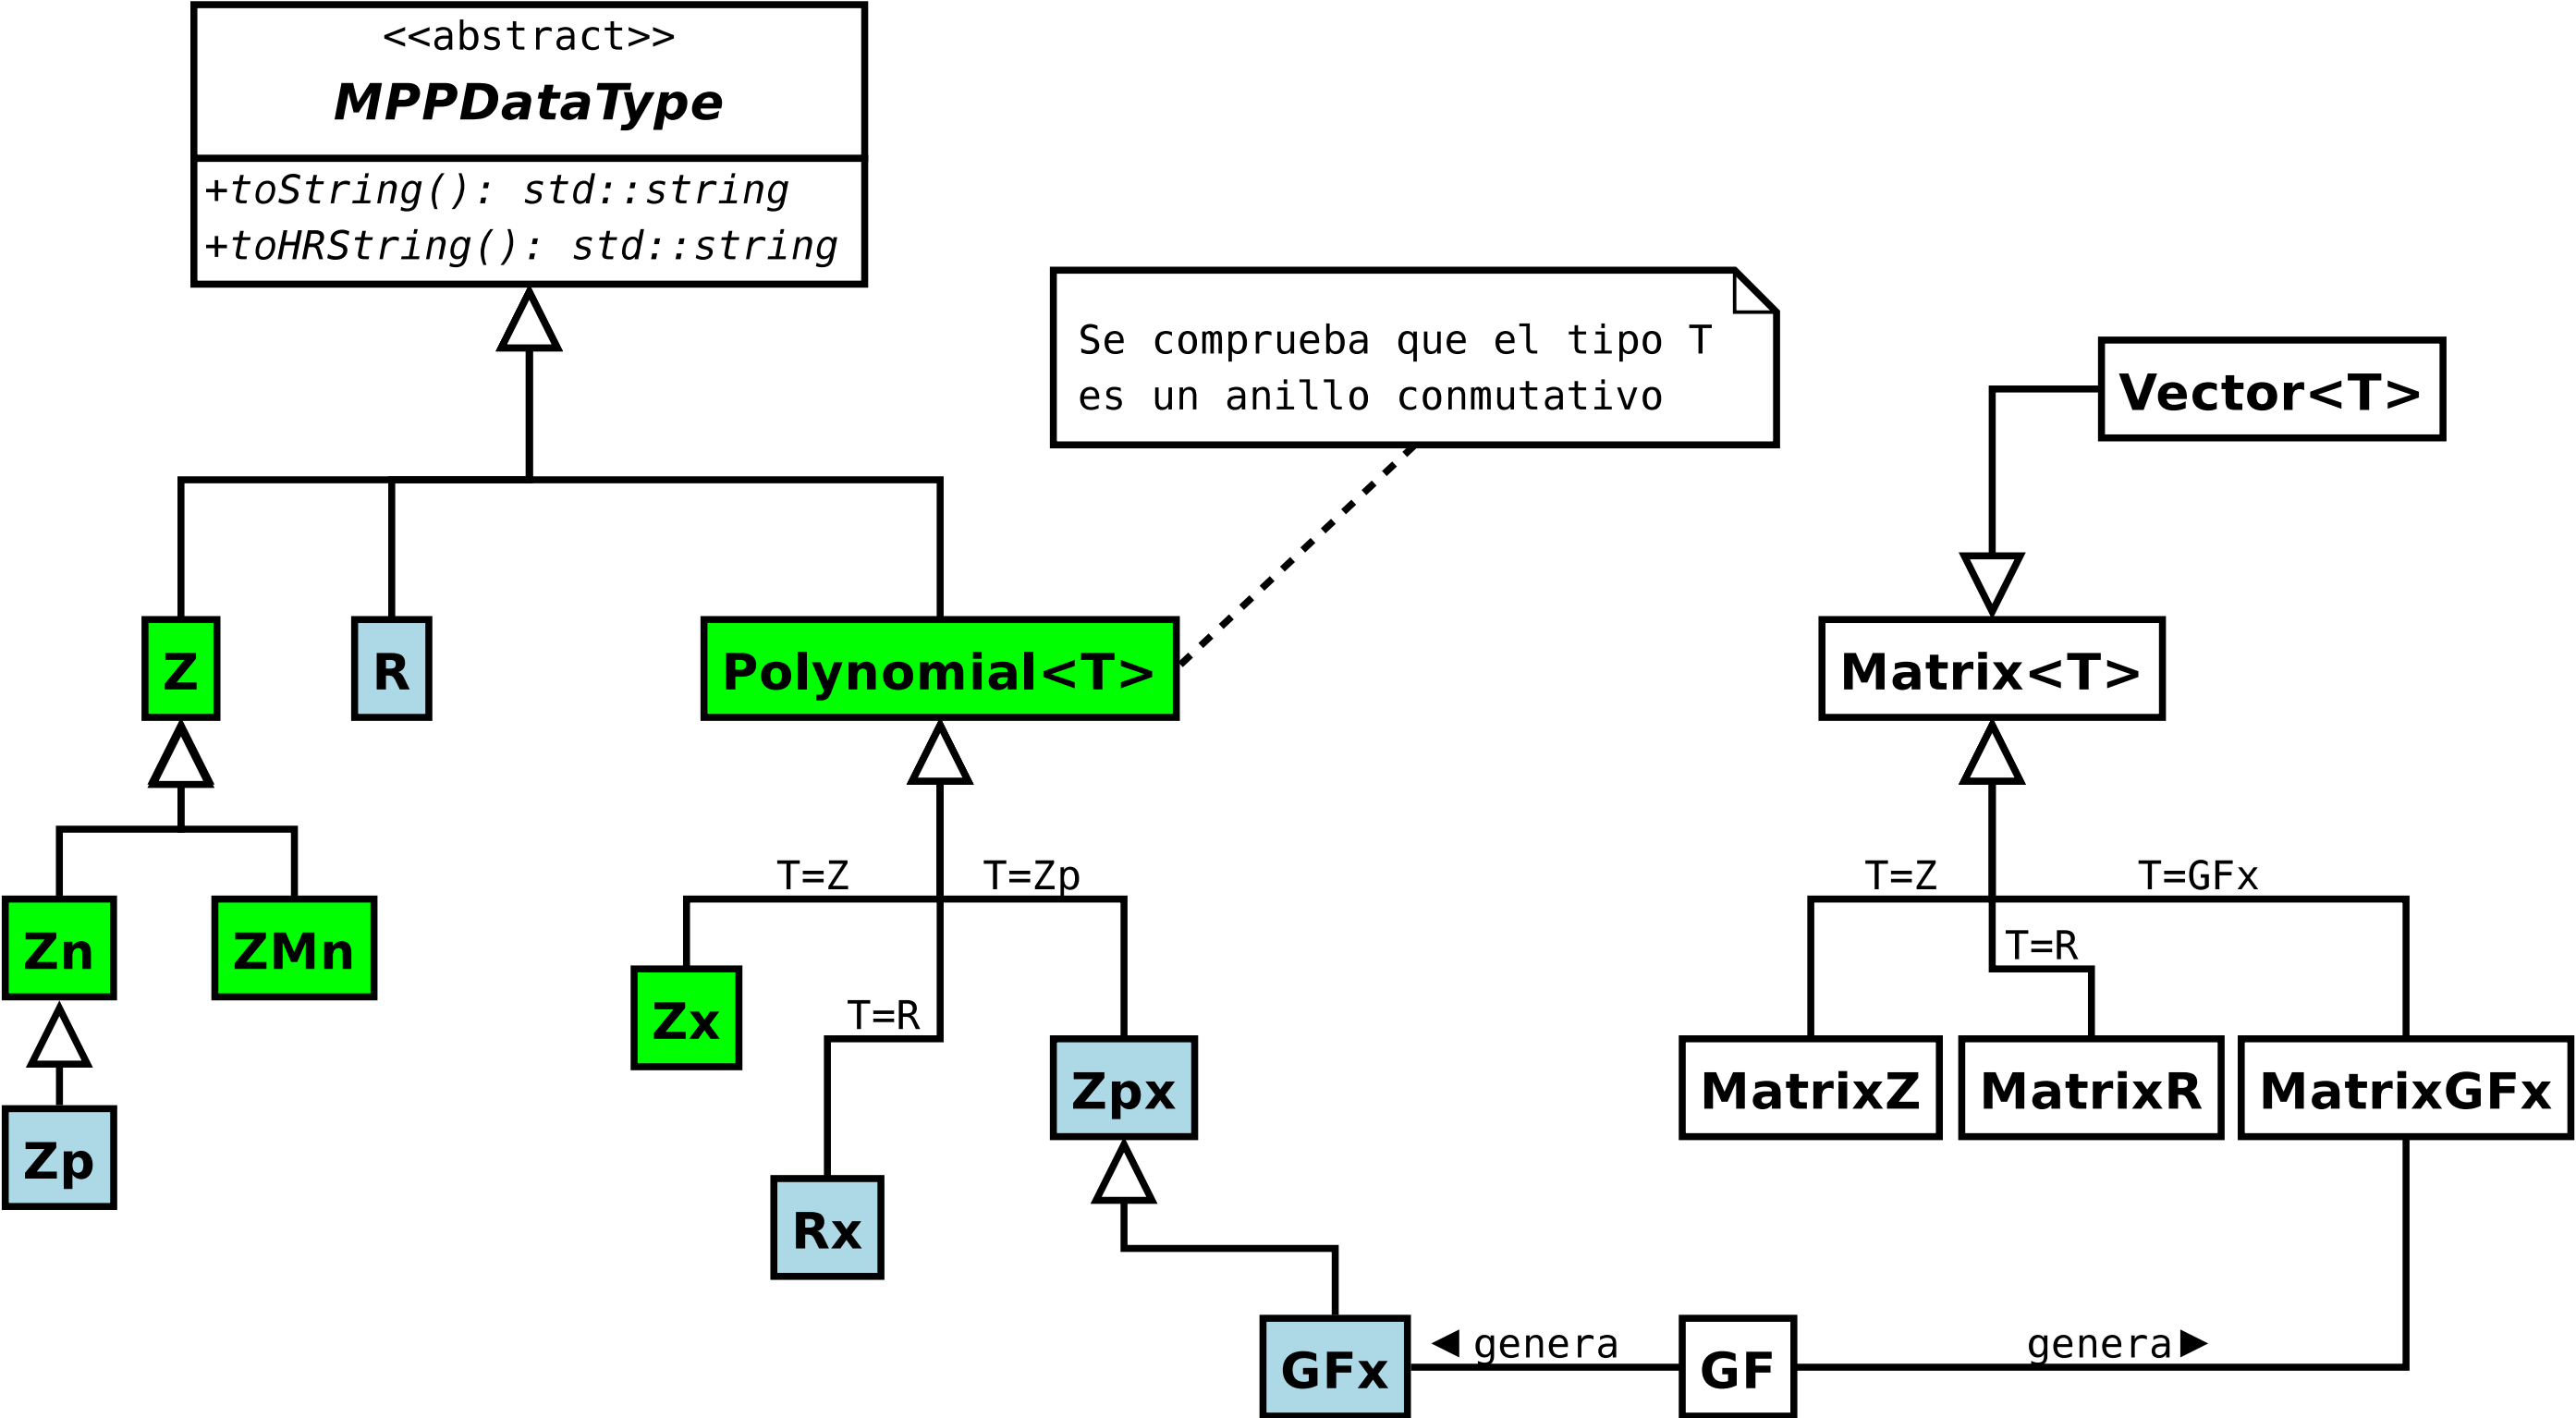 <<abstract>>
MPPDataType
+toString(): std::string
+toHRString(): std::string
Se comprueba que el tipo T
es un anillo conmutativo
Vector<T>
Z
R
Polynomial<T>
Matrix<T>
T=Z
T=Zp
T=Z
T=GFx
Zn
ZMn
T=R
Zx
T=R
Zpx
MatrixZ
MatrixR
MatrixGFx
Zp
Rx
◀ genera
genera▶
GFx
GF